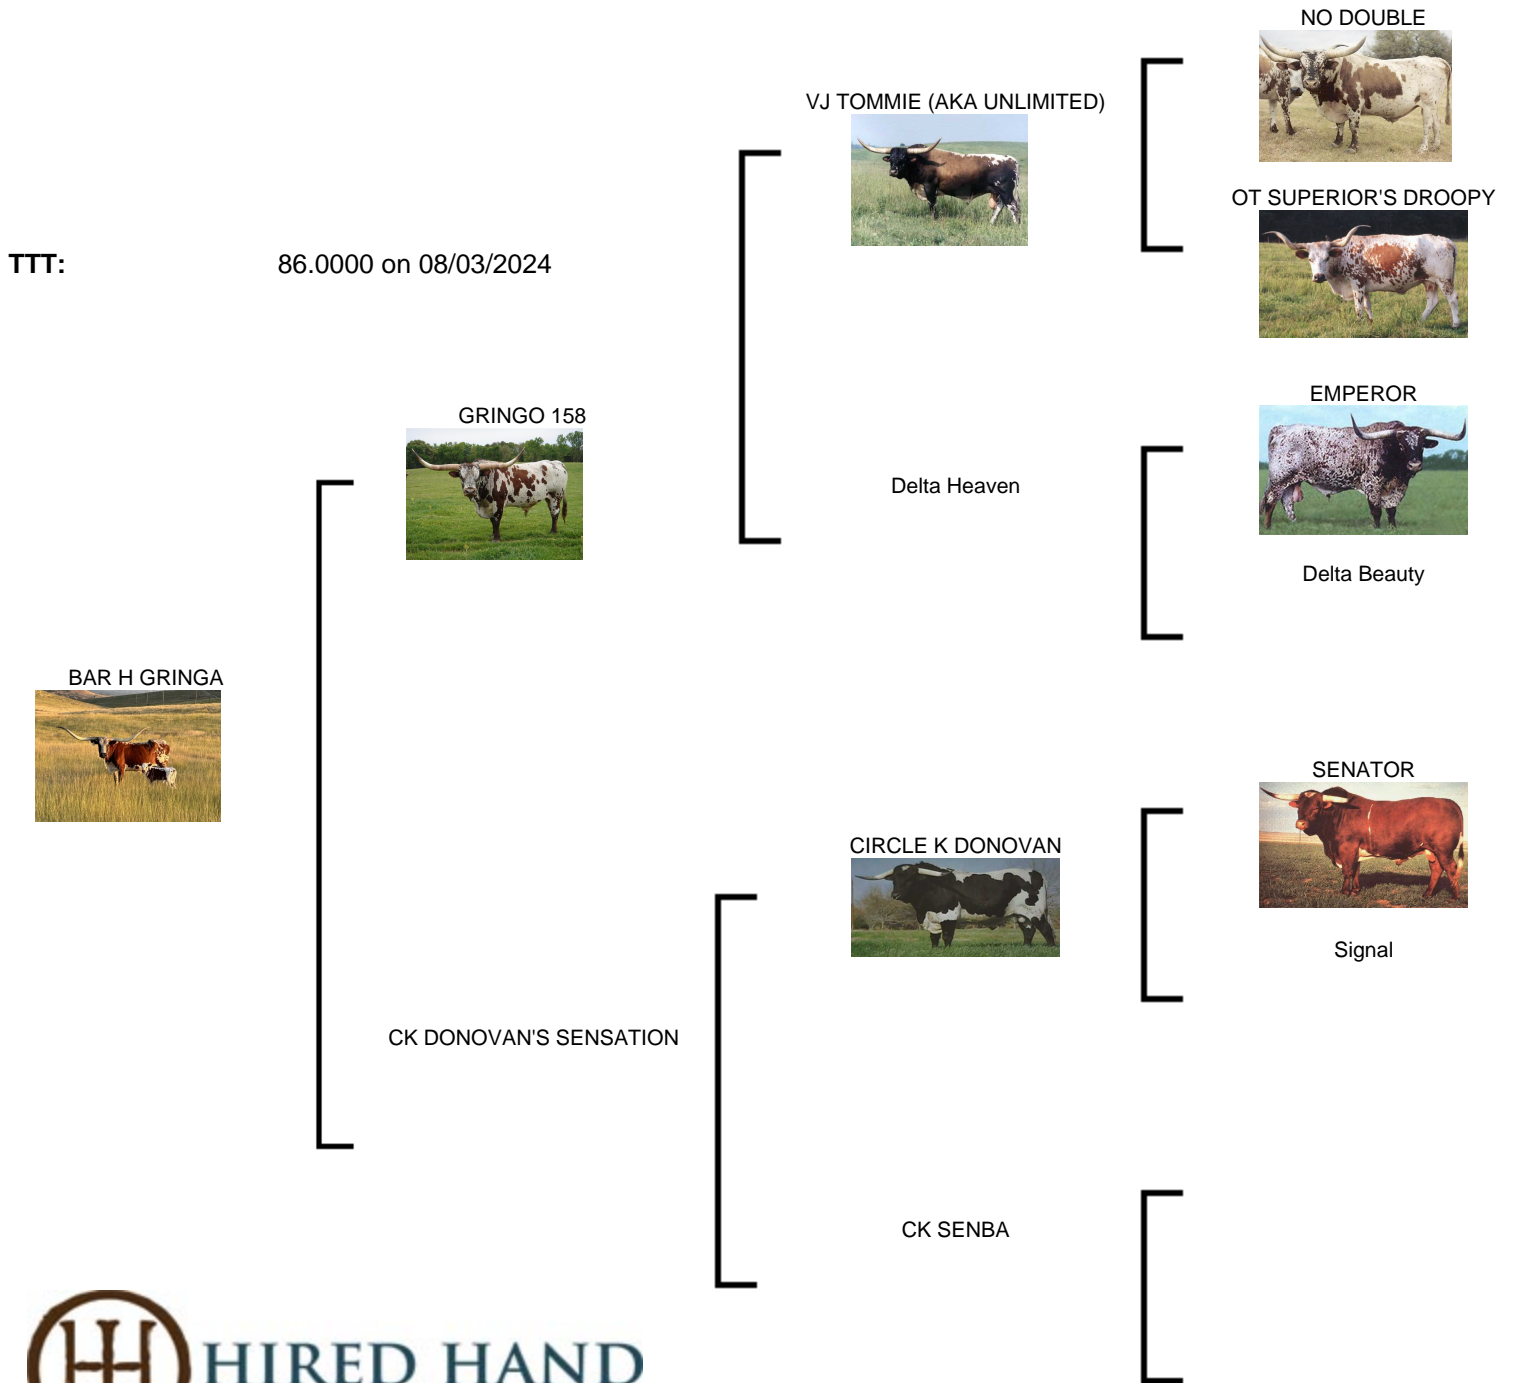 NO DOUBLE
VJ TOMMIE (AKA UNLIMITED)
OT SUPERIOR'S DROOPY
TTT: 86.0000 on 08/03/2024
EMPEROR
GRINGO 158
Delta Heaven
Delta Beauty
BAR H GRINGA
SENATOR
CIRCLE K DONOVAN
Signal
CK DONOVAN'S SENSATION
CK SENBA
HIRED HAND